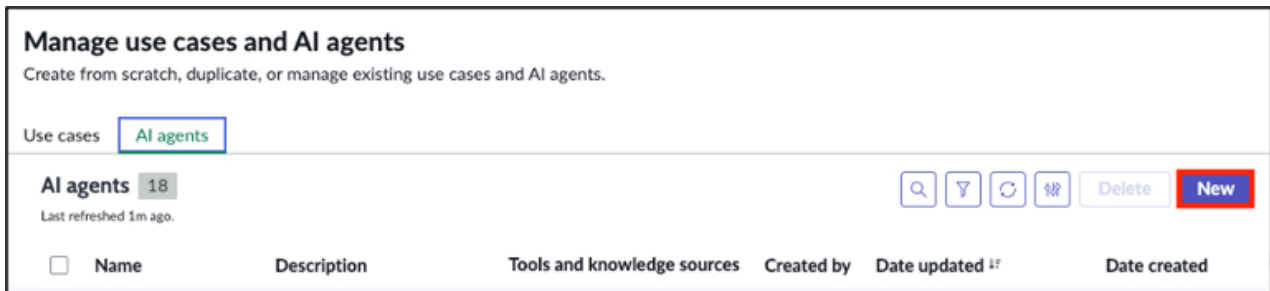 Manage use cases and AI agents
Create from scratch, duplicate, or manage existing use cases and AI agents.
Use cases AI agents
AI agents 18 Delete New
Last refreshed 1m ago.
Name Description Tools and knowledge sources Created by Date updated Date created